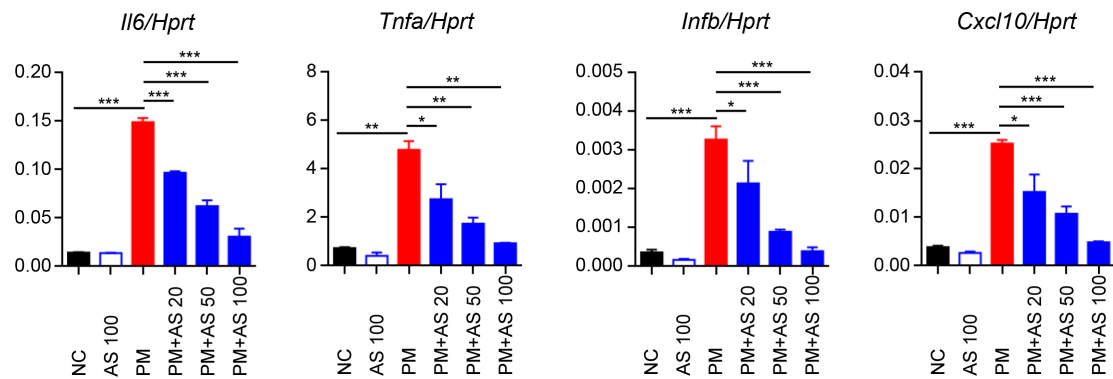 Il6/Hprt
***
***
***
***
0.20
0.15
0.10
0.05
0.00
NC
AS 100
PM
PM+AS 20
PM+AS 50
PM+AS 100
Tnfa/Hprt
**
**
**
*
8
6
4
2
0
NC
AS 100
PM
PM+AS 20
PM+AS 50
PM+AS 100
Infb/Hprt
***
***
***
*
0.005
0.004
0.003
0.002
0.001
0.000
NC
AS 100
PM
PM+AS 20
PM+AS 50
PM+AS 100
Cxcl10/Hprt
***
***
***
*
0.04
0.03
0.02
0.01
0.00
NC
AS 100
PM
PM+AS 20
PM+AS 50
PM+AS 100